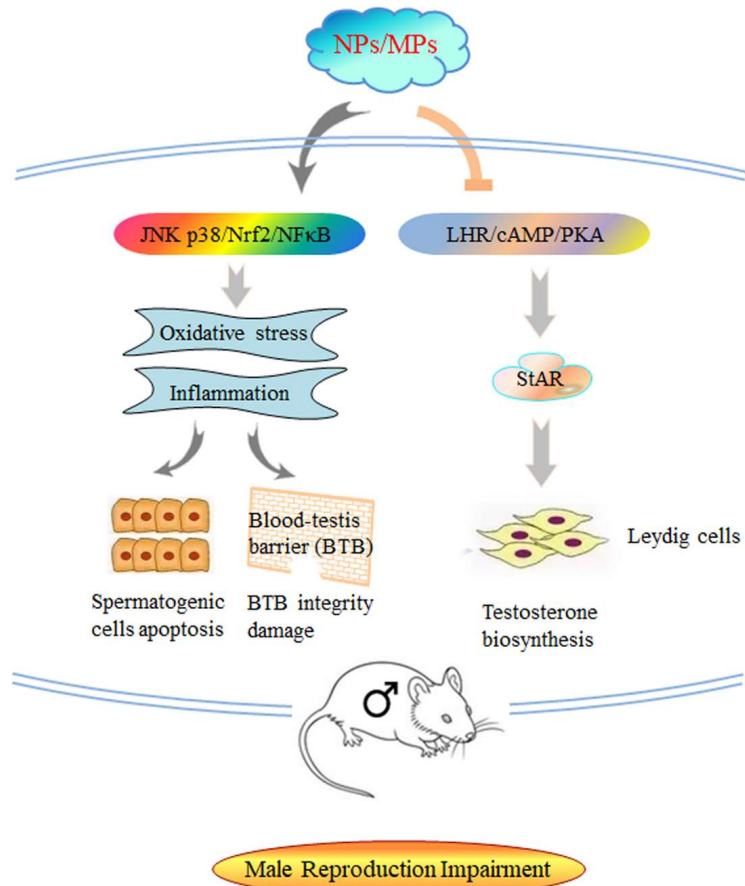 NPs/MPs
JNK p38/Nrf2/NFκB
LHR/cAMP/PKA
Oxidative stress
Inflammation
StAR
Blood-testis
barrier (BTB)
Leydig cells
Spermatogenic
cells apoptosis
BTB integrity
damage
Testosterone
biosynthesis
Male Reproduction Impairment